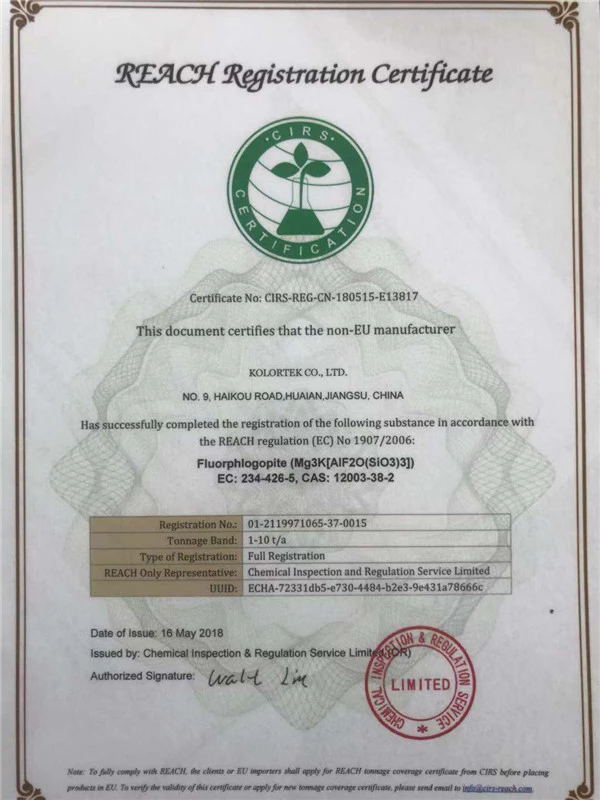 REACH Registration Certificate
·CIRS·
CERTIFICATION
Certificate No: CIRS-REG-CN-180515-E13817
This document certifies that the non-EU manufacturer
KOLORTEK CO., LTD.
NO. 9, HAIKOU ROAD,HUAIAN,JIANGSU, CHINA
Has successfully completed the registration of the following substance in accordance with
the REACH regulation (EC) No 1907/2006:
Fluorphlogopite (Mg3K[AlF2O(SiO3)3])
EC: 234-426-5, CAS: 12003-38-2
Registration No.: 01-2119971065-37-0015
Tonnage Band: 1-10 t/a
Type of Registration: Full Registration
REACH Only Representative: Chemical Inspection and Regulation Service Limited
UUID: ECHA-72331db5-e730-4484-b2e3-9e431a78666c
Date of Issue: 16 May 2018
Issued by: Chemical Inspection & Regulation Service Limited (OR)
Authorized Signature: Walt Lin
CHEMICAL INSPECTION & REGULATION SERVICE
LIMITED
Note: To fully comply with REACH, the clients or EU importers shall apply for REACH tonnage coverage certificate from CIRS before placing
products in EU. To verify the validity of this certificate or apply for new tonnage coverage certificate, please send email to info@cirs-reach.com